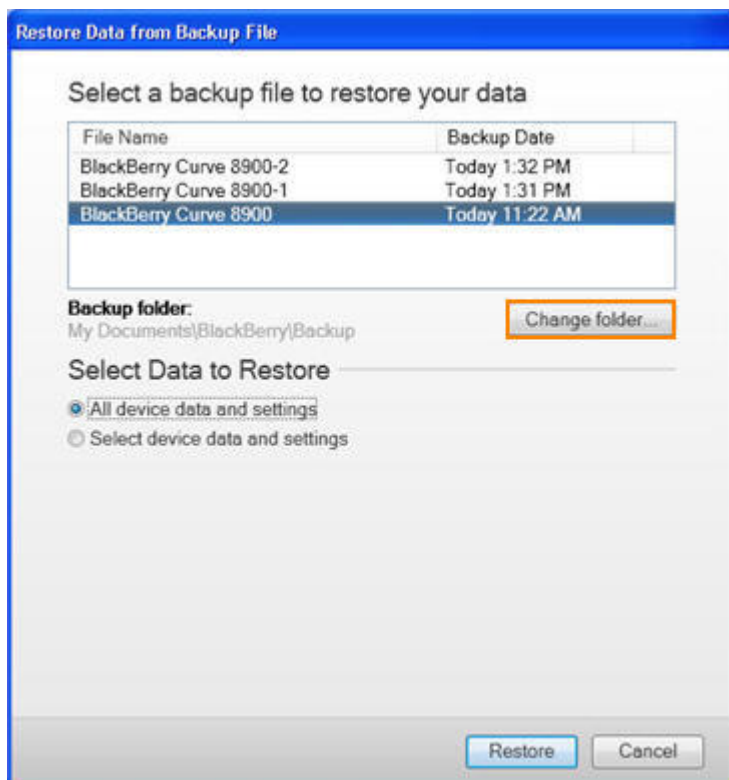 Restore Data from Backup File
Select a backup file to restore your data
File Name Backup Date
BlackBerry Curve 8900-2 Today 1:32 PM
BlackBerry Curve 8900-1 Today 1:31 PM
BlackBerry Curve 8900 Today 11:22 AM
Backup folder:
Change folder...
My Documents\BlackBerry\Backup
Select Data to Restore
All device data and settings
Select device data and settings
Restore Cancel